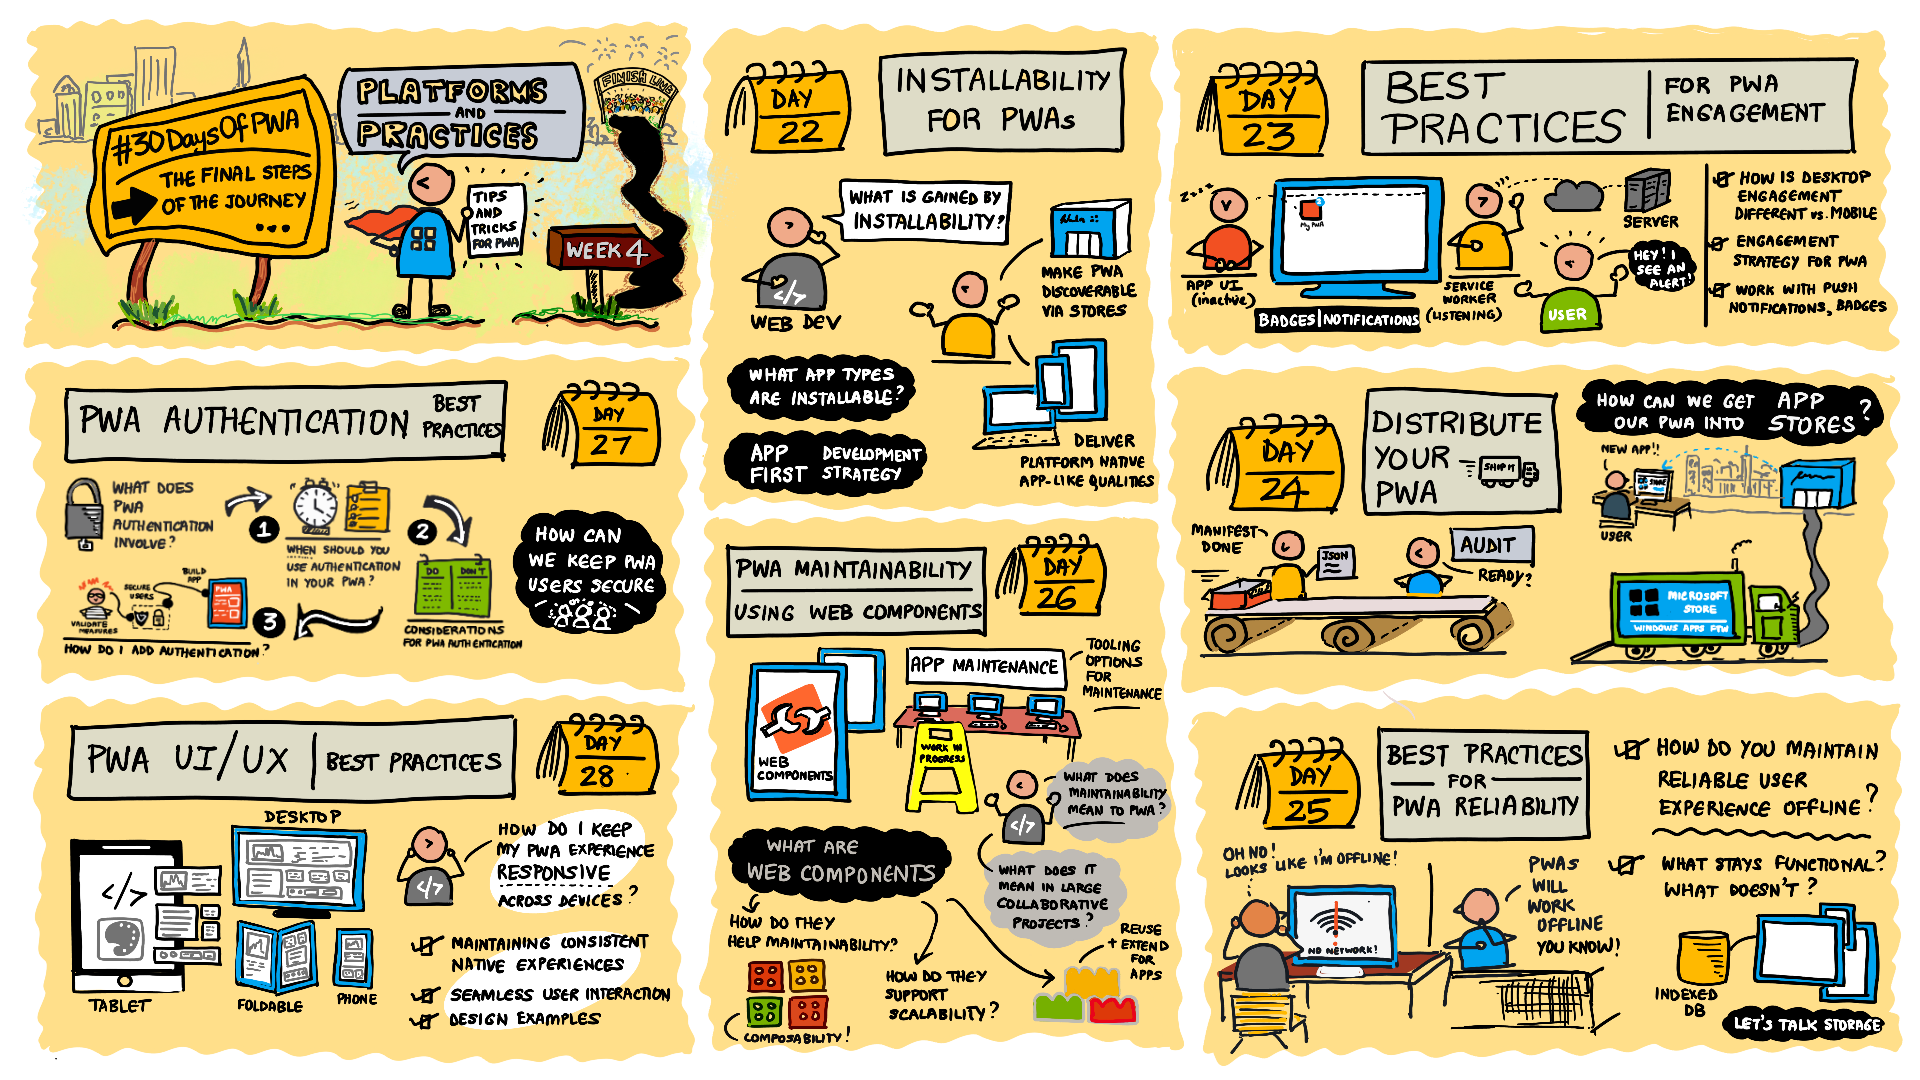 #30DaysOfPWA
THE FINAL STEPS
OF THE JOURNEY
...
PLATFORMS
AND
PRACTICES
TIPS
AND
TRICKS
FOR PWA
FINISH LINE
WEEK 4
DAY
22
INSTALLABILITY
FOR PWAs
WHAT IS GAINED BY
INSTALLABILITY?
</>
WEB DEV
MAKE PWA
DISCOVERABLE
VIA STORES
WHAT APP TYPES
ARE INSTALLABLE?
APP DEVELOPMENT
FIRST STRATEGY
DELIVER
PLATFORM NATIVE
APP-LIKE QUALITIES
DAY
23
BEST
PRACTICES
FOR PWA
ENGAGEMENT
Z...
My PWA
APP UI
(inactive)
BADGES|NOTIFICATIONS
SERVICE
WORKER
(LISTENING)
SERVER
HEY! I
SEE AN
ALERT!
USER
HOW IS DESKTOP
ENGAGEMENT
DIFFERENT vs. MOBILE
ENGAGEMENT
STRATEGY FOR PWA
WORK WITH PUSH
NOTIFICATIONS, BADGES
DAY
24
DISTRIBUTE
YOUR
PWA
SHIP IT
HOW CAN WE GET APP
OUR PWA INTO STORES?
NEW APP!!
STORE
USER
MANIFEST
DONE
JSON
AUDIT
READY?
MICROSOFT
STORE
WINDOWS APPS FTW
DAY
25
BEST PRACTICES
FOR
PWA RELIABILITY
HOW DO YOU MAINTAIN
RELIABLE USER
EXPERIENCE OFFLINE?
WHAT STAYS FUNCTIONAL?
WHAT DOESN'T?
OH NO!
LOOKS LIKE I'M OFFLINE!
NO NETWORK!
PWAS
WILL
WORK
OFFLINE
YOU KNOW!
INDEXED
DB
LET'S TALK STORAGE
PWA MAINTAINABILITY
USING WEB COMPONENTS
DAY
26
WEB
COMPONENTS
APP MAINTENANCE
TOOLING
OPTIONS
FOR
MAINTENANCE
WORK IN
PROGRESS
</>
WHAT DOES
MAINTAINABILITY
MEAN TO PWA?
WHAT DOES IT
MEAN IN LARGE
COLLABORATIVE
PROJECTS?
WHAT ARE
WEB COMPONENTS
HOW DO THEY
HELP MAINTAINABILITY?
COMPOSABILITY!
HOW DO THEY
SUPPORT
SCALABILITY?
REUSE
+ EXTEND
FOR
APPS
PWA AUTHENTICATION
BEST
PRACTICES
DAY
27
WHAT DOES
PWA
AUTHENTICATION
INVOLVE?
1
WHEN SHOULD YOU
USE AUTHENTICATION
IN YOUR PWA?
2
DO
DON'T
CONSIDERATIONS
FOR PWA AUTHENTICATION
3
VALIDATE
MEASURES
SECURE
USERS
BUILD
APP
PWA
HOW DO I ADD AUTHENTICATION?
HOW CAN
WE KEEP PWA
USERS SECURE
PWA UI/UX
BEST PRACTICES
DAY
28
</>
TABLET
DESKTOP
FOLDABLE
PHONE
</>
HOW DO I KEEP
MY PWA EXPERIENCE
RESPONSIVE
ACROSS DEVICES?
MAINTAINING CONSISTENT
NATIVE EXPERIENCES
SEAMLESS USER INTERACTION
DESIGN EXAMPLES